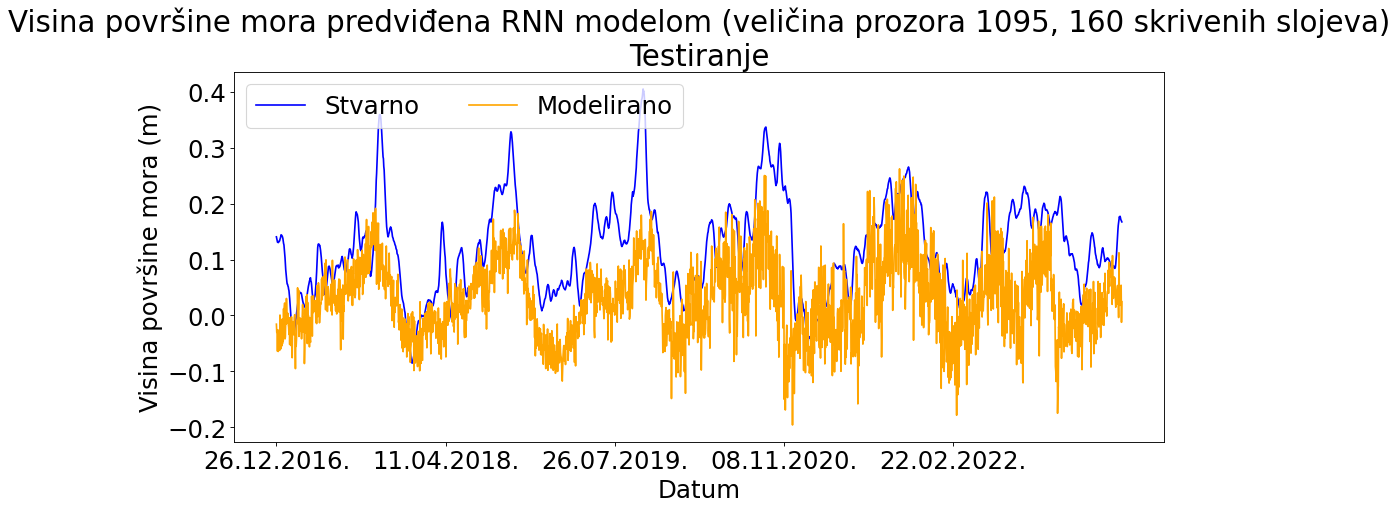 Visina površine mora predviđena RNN modelom (veličina prozora 1095, 160 skrivenih slojeva)
Testiranje
Stvarno
Modelirano
Visina površine mora (m)
0.4
0.3
0.2
0.1
0.0
−0.1
−0.2
26.12.2016.
11.04.2018.
26.07.2019.
08.11.2020.
22.02.2022.
Datum